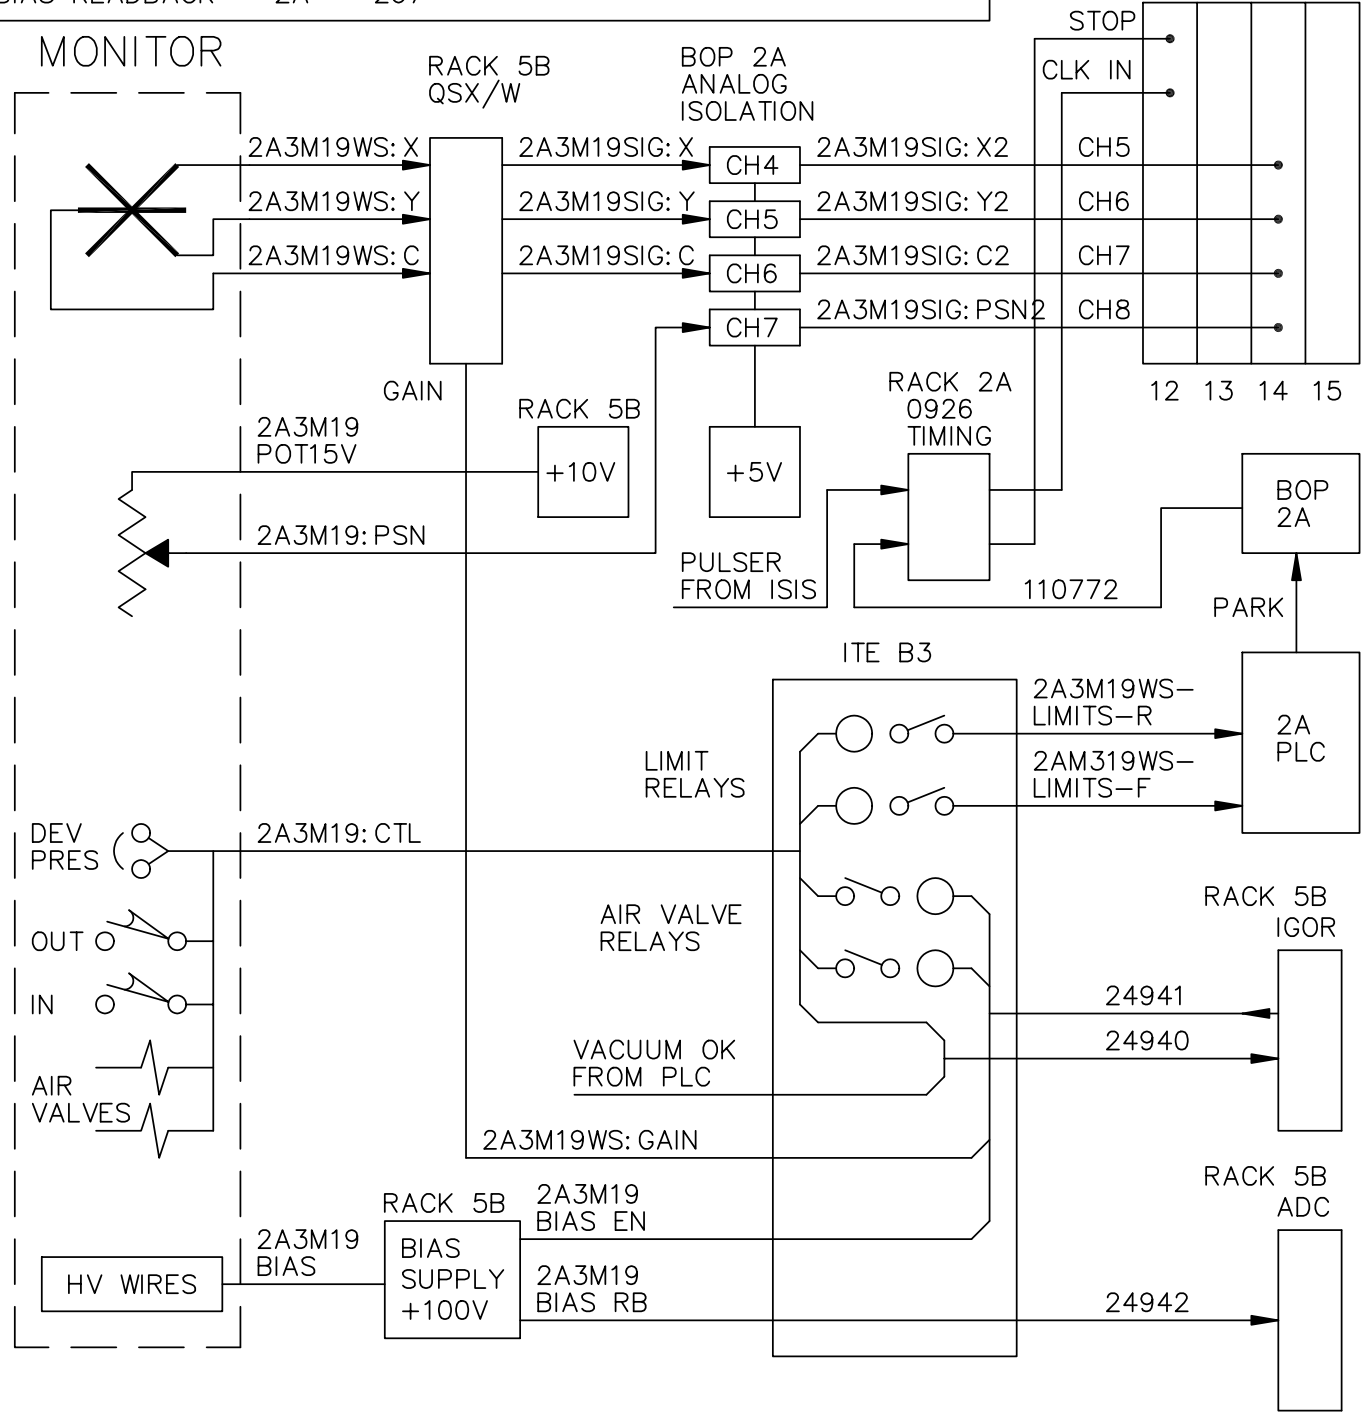 BIAS READBACK 2A 207
MONITOR
RACK 5B
QSX/W
BOP 2A
ANALOG
ISOLATION
STOP
CLK IN
2A3M19WS:X
2A3M19SIG:X
CH4
2A3M19SIG:X2
CH5
2A3M19WS:Y
2A3M19SIG:Y
CH5
2A3M19SIG:Y2
CH6
2A3M19WS:C
2A3M19SIG:C
CH6
2A3M19SIG:C2
CH7
CH7
2A3M19SIG:PSN2
CH8
GAIN
12 13 14 15
RACK 5B
+10V
+5V
RACK 2A
0926
TIMING
2A3M19
POT15V
2A3M19:PSN
PULSER
FROM ISIS
110772
BOP
2A
PARK
ITE B3
2A3M19WS-
LIMITS-R
2AM319WS-
LIMITS-F
2A
PLC
LIMIT
RELAYS
DEV
PRES
2A3M19:CTL
OUT
IN
AIR
VALVES
AIR VALVE
RELAYS
RACK 5B
IGOR
24941
24940
VACUUM OK
FROM PLC
2A3M19WS:GAIN
RACK 5B
ADC
RACK 5B
2A3M19
BIAS EN
HV WIRES
2A3M19
BIAS
BIAS
SUPPLY
+100V
2A3M19
BIAS RB
24942